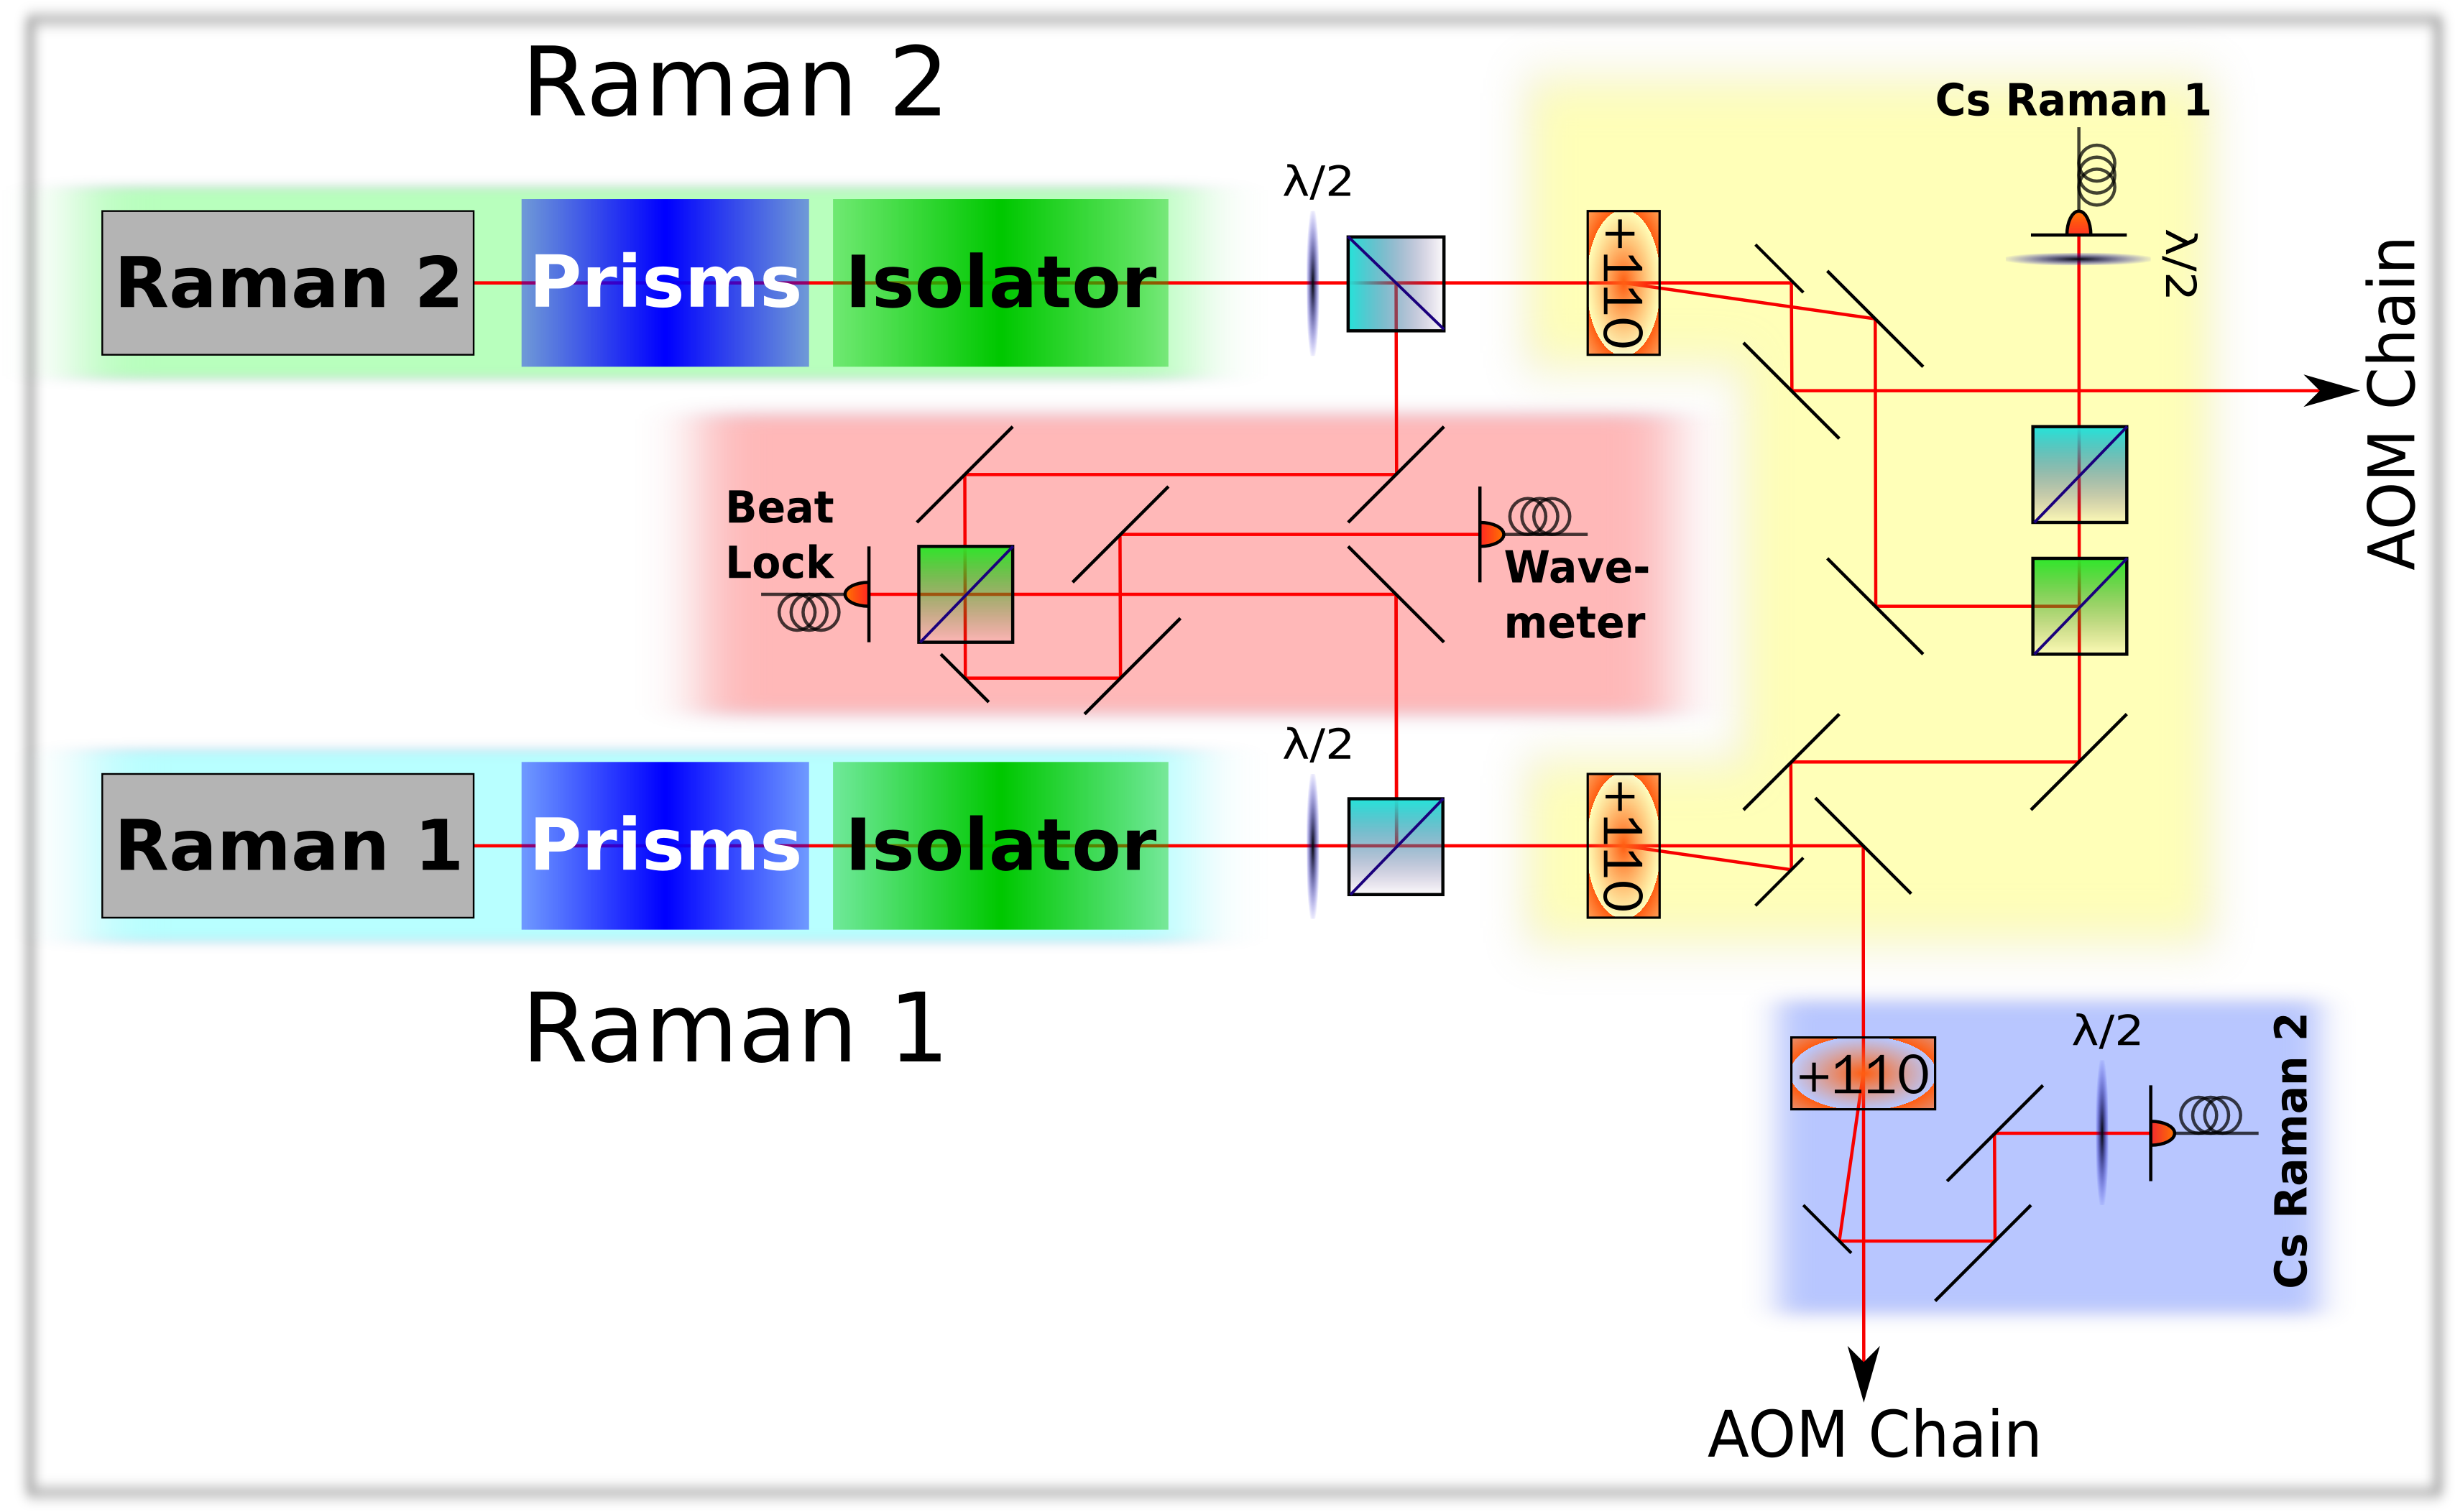 Raman 2
Cs Raman 1
λ/2
λ/2
Raman 2
Prisms
Isolator
+110
AOM Chain
Beat
Lock
Wave-
meter
λ/2
Raman 1
Prisms
Isolator
+110
Raman 1
λ/2
Cs Raman 2
+110
AOM Chain